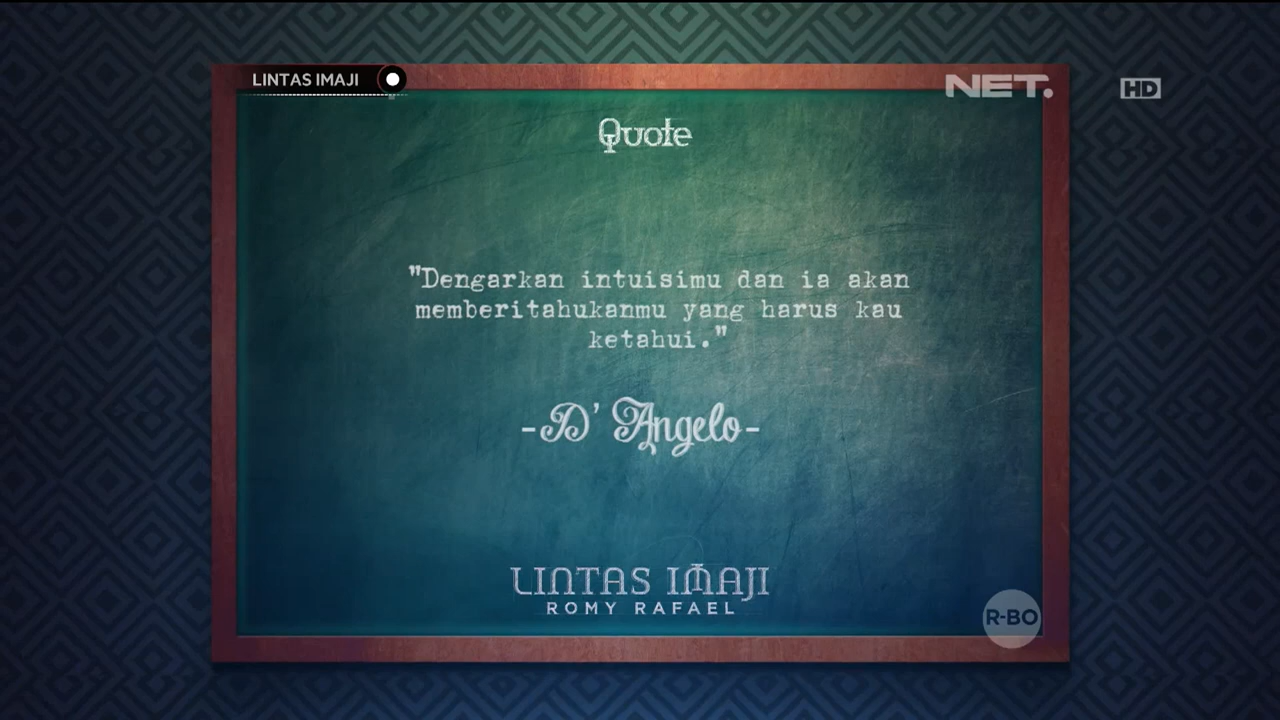 LINTAS IMAJI
NET.
HD
Quote
"Dengarkan intuisimu dan ia akan
memberitahukanmu yang harus kau
ketahui."
-D' Angelo-
LINTAS IMAJI
ROMY RAFAEL
R-BO